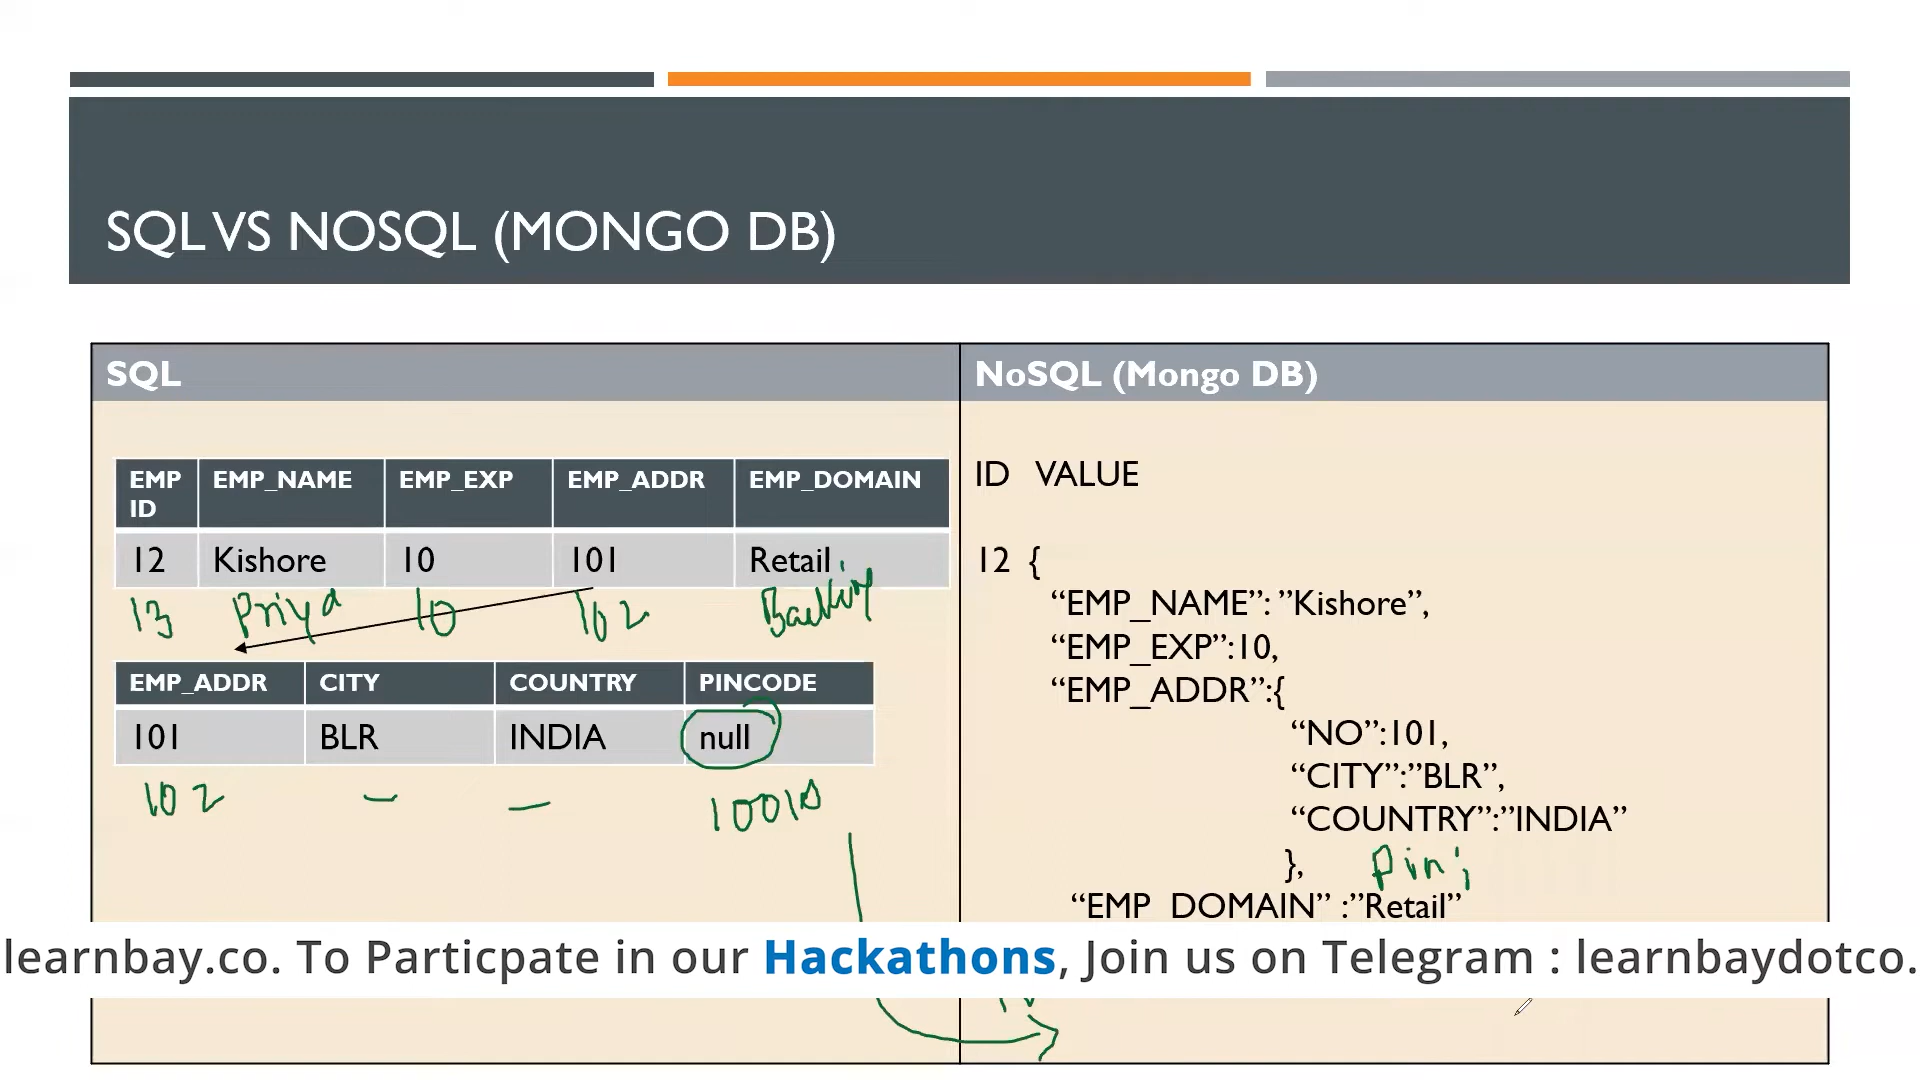 SQL VS NOSQL (MONGO DB)
SQL
NoSQL (Mongo DB)
EMP ID EMP_NAME EMP_EXP EMP_ADDR EMP_DOMAIN
12 Kishore 10 101 Retail
13 Priya 10 102 Banking
EMP_ADDR CITY COUNTRY PINCODE
101 BLR INDIA null
102 – – 10010
ID VALUE
12 {
“EMP_NAME”: ”Kishore”,
“EMP_EXP”:10,
“EMP_ADDR”:{
“NO”:101,
“CITY”:”BLR”,
“COUNTRY”:”INDIA”
}, Pin:
“EMP_DOMAIN” :”Retail”
learnbay.co. To Particpate in our Hackathons, Join us on Telegram : learnbaydotco.